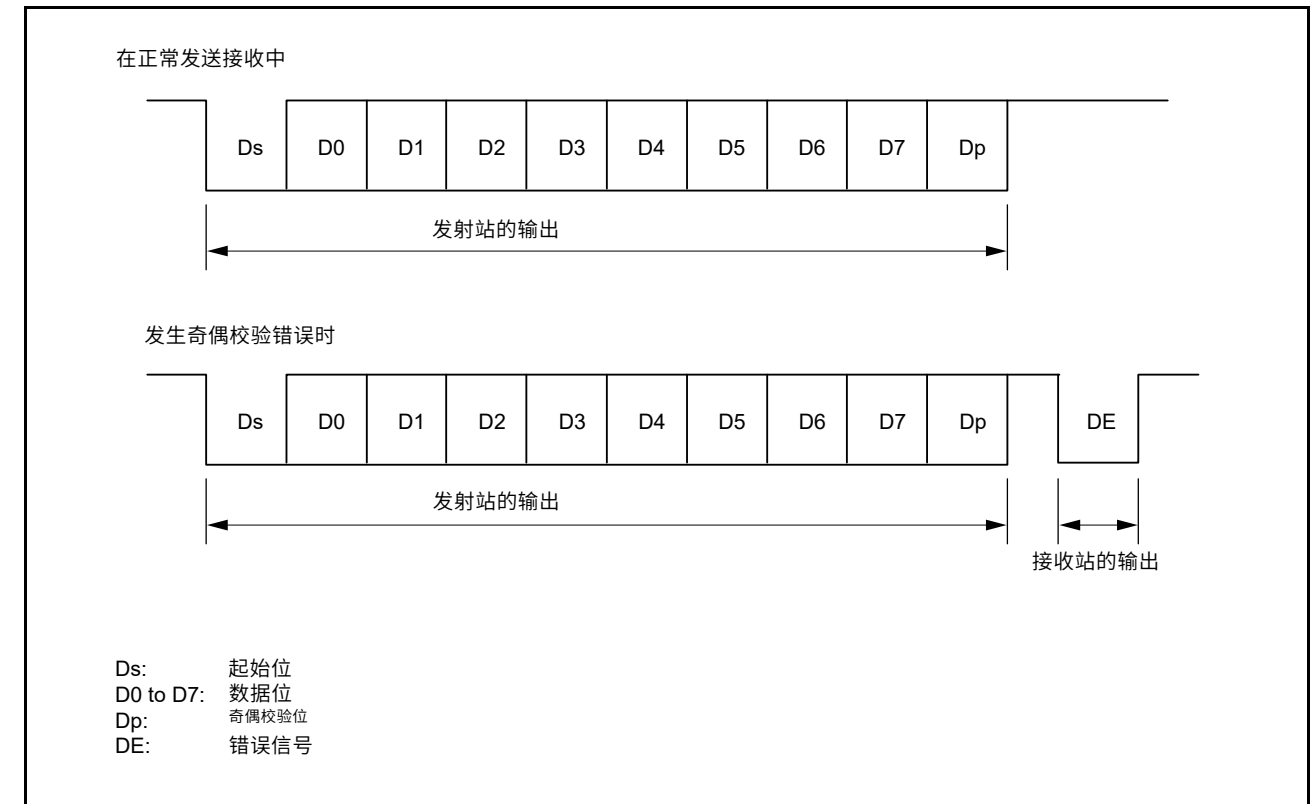 在正常发送接收中
Ds D0 D1 D2 D3 D4 D5 D6 D7 Dp
发射站的输出
发生奇偶校验错误时
Ds D0 D1 D2 D3 D4 D5 D6 D7 Dp DE
发射站的输出
接收站的输出
Ds: 起始位
D0 to D7: 数据位
Dp: 奇偶校验位
DE: 错误信号